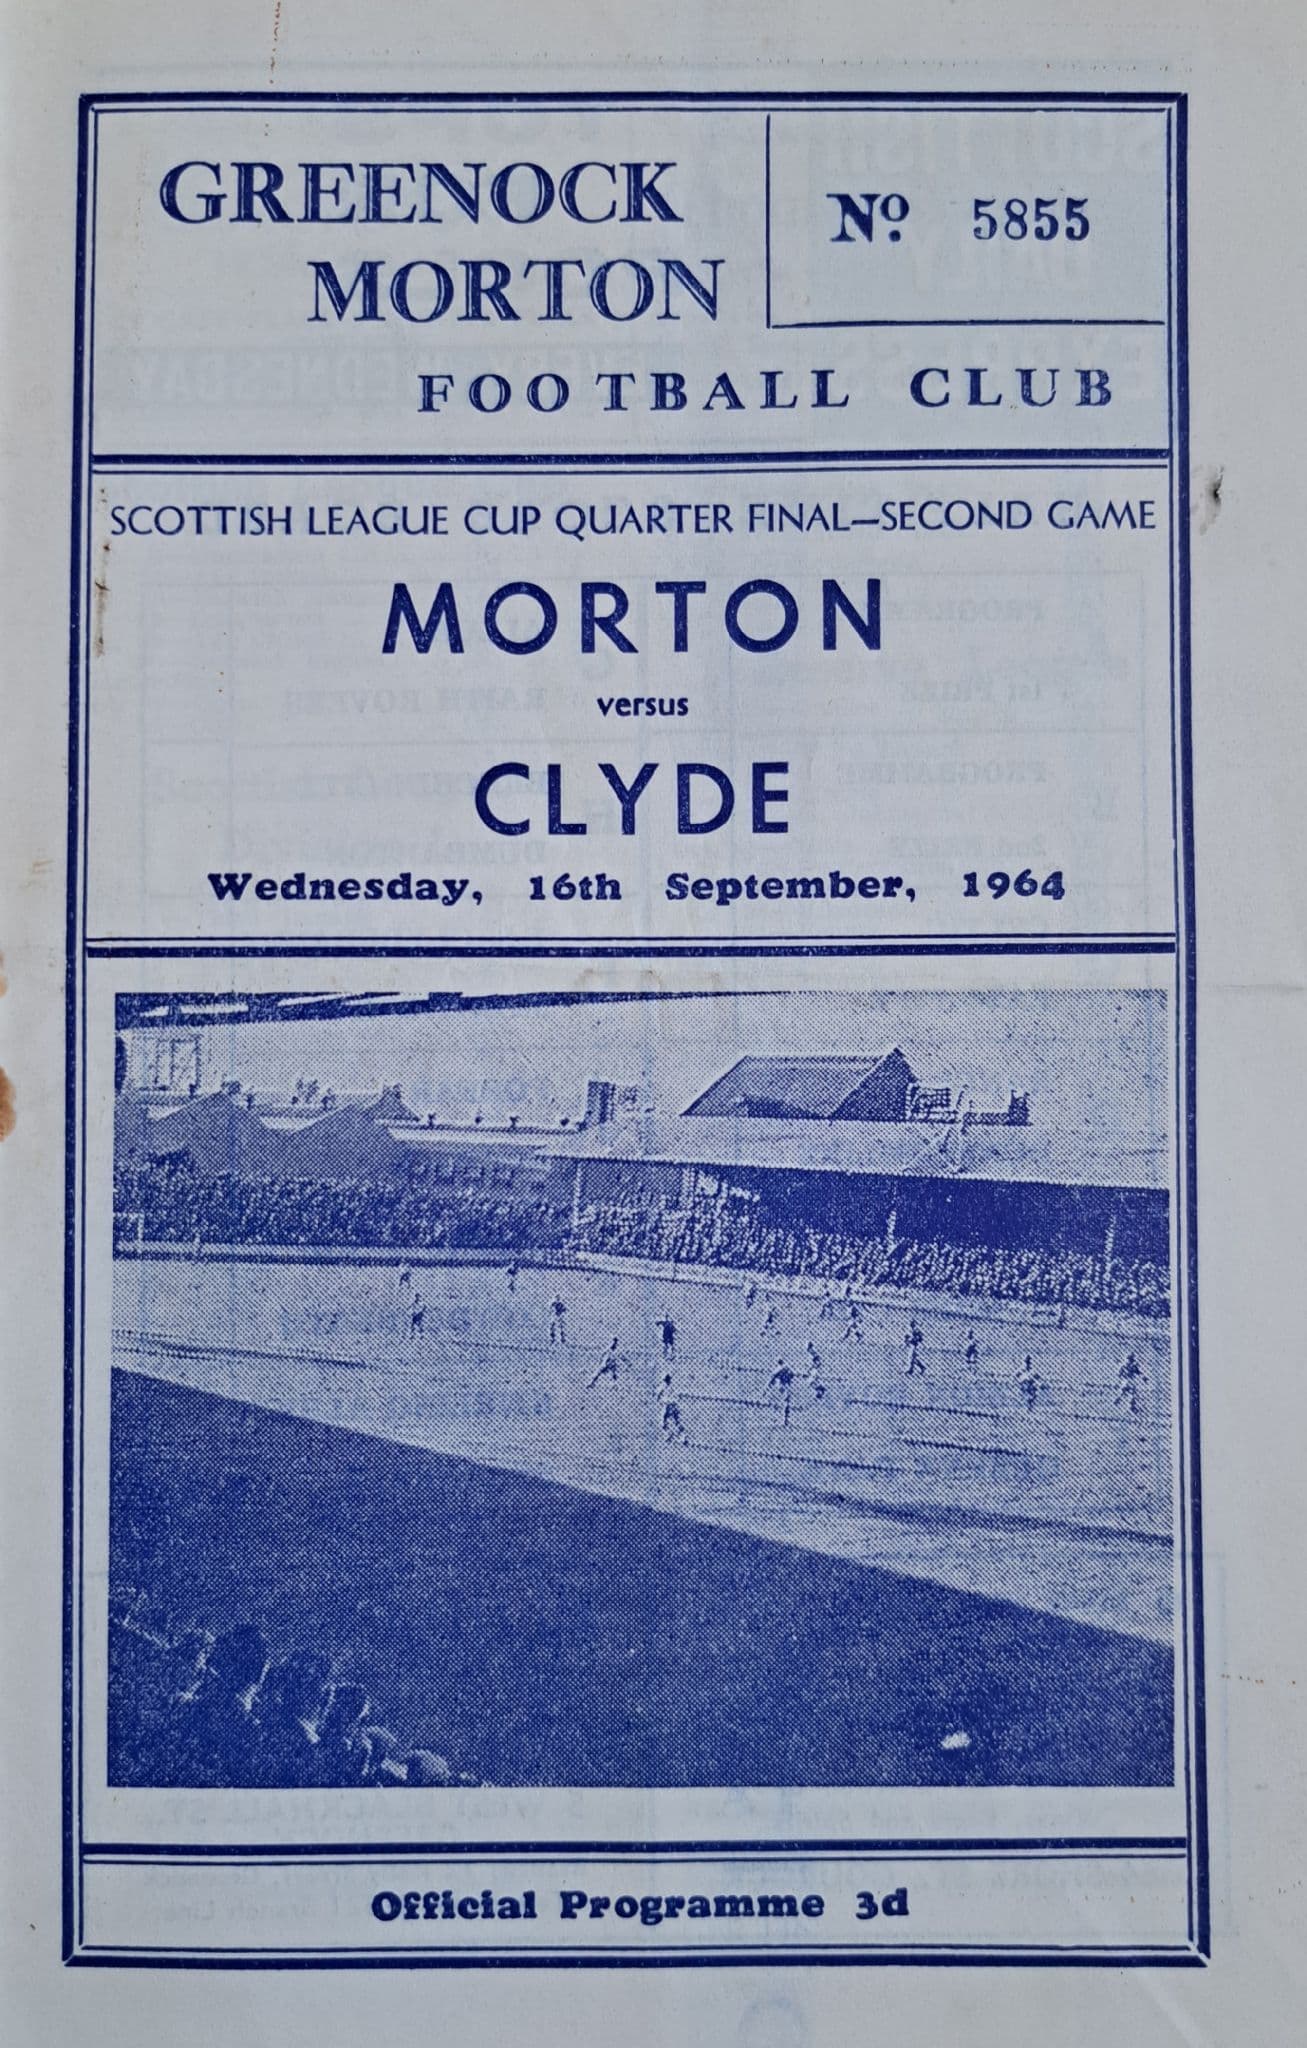 GREENOCK
MORTON
FOOTBALL CLUB
Nº 5855
SCOTTISH LEAGUE CUP QUARTER FINAL—SECOND GAME
MORTON
versus
CLYDE
Wednesday, 16th September, 1964
Official Programme 3d